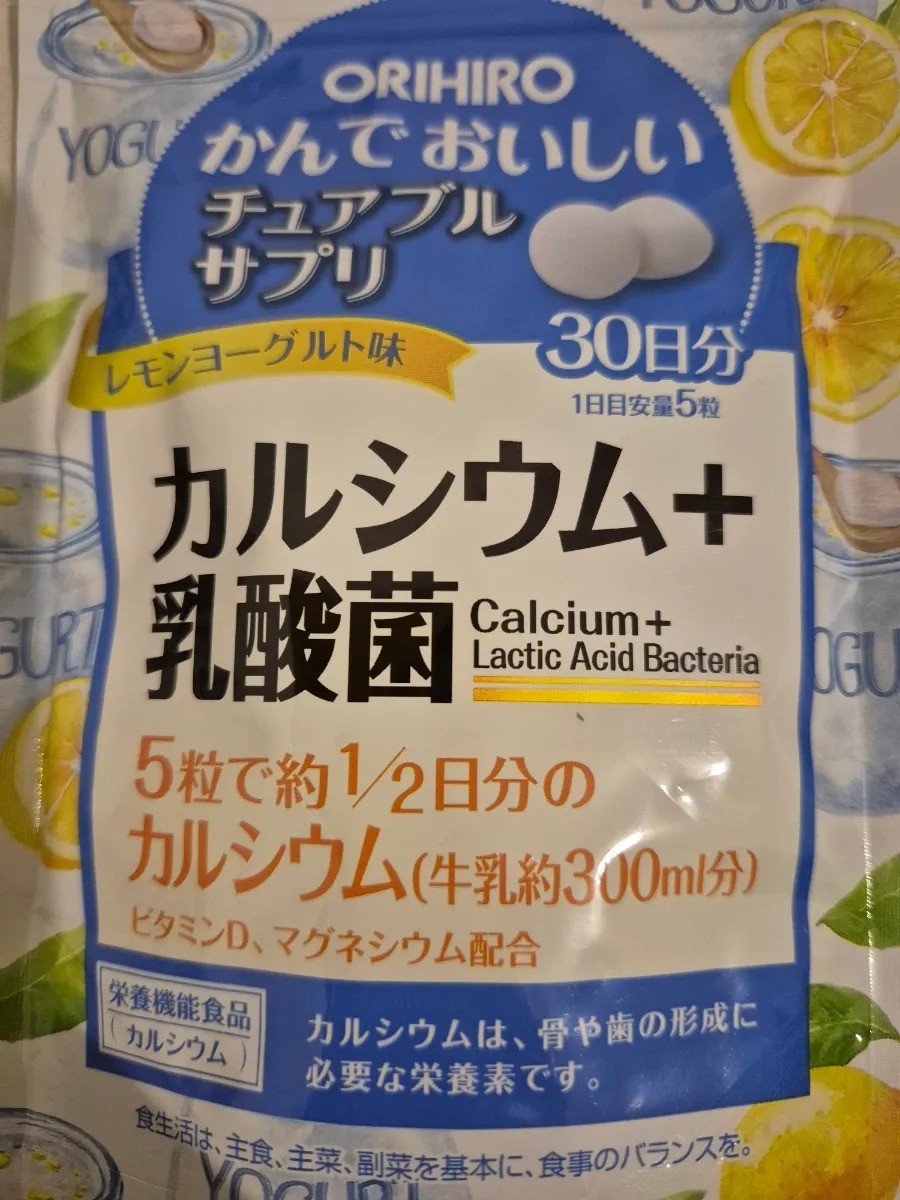 YOGURT
ORIHIRO
YOGU
かんでおいしい
チュアブル
サプリ
レモンヨーグルト味
30日分
1日目安量5粒
カルシウム+
乳酸菌
Calcium+
Lactic Acid Bacteria
GURT
YOGU
5粒で約1/2日分の
カルシウム(牛乳約300ml分)
ビタミンD、マグネシウム配合
栄養機能食品
(カルシウム)
カルシウムは、骨や歯の形成に
必要な栄養素です。
食生活は、主食、主菜、副菜を基本に、食事のバランスを。
YOGURT